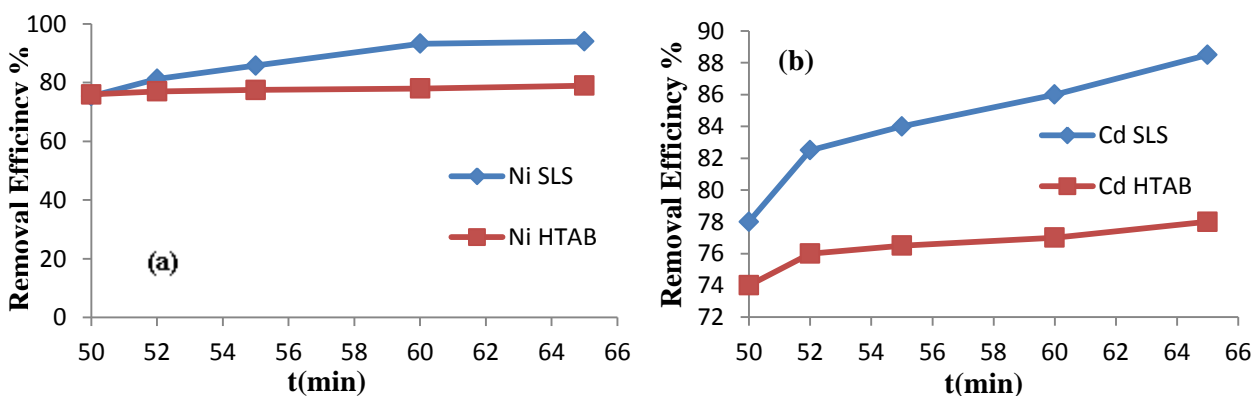 Removal Efficincy %
100
80
60
40
20
0
50 52 54 56 58 60 62 64 66
t(min)
Ni SLS
Ni HTAB
(a)
Removal Efficincy %
90
88
86
84
82
80
78
76
74
72
50 52 54 56 58 60 62 64 66
t(min)
(b)
Cd SLS
Cd HTAB